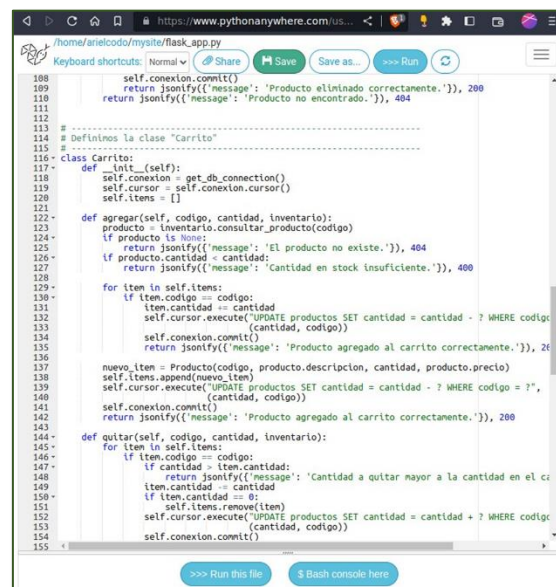 https://www.pythonanywhere.com/us...
/home/arielcodo/mysite/flask_app.py
Keyboard shortcuts: Normal Share Save Save as... >>> Run
108 self.conexion.commit()
109 return jsonify({'message': 'Producto eliminado correctamente.'}), 200
110 return jsonify({'message': 'Producto no encontrado.'}), 404
111
112
113 # -------------------------------------------------------------------
114 # Definimos la clase "Carrito"
115 # -------------------------------------------------------------------
116 class Carrito:
117 def __init__(self):
118 self.conexion = get_db_connection()
119 self.cursor = self.conexion.cursor()
120 self.items = []
121
122 def agregar(self, codigo, cantidad, inventario):
123 producto = inventario.consultar_producto(codigo)
124 if producto is None:
125 return jsonify({'message': 'El producto no existe.'}), 404
126 if producto.cantidad < cantidad:
127 return jsonify({'message': 'Cantidad en stock insuficiente.'}), 400
128
129 for item in self.items:
130 if item.codigo == codigo:
131 item.cantidad += cantidad
132 self.cursor.execute("UPDATE productos SET cantidad = cantidad - ? WHERE codigo
133 (cantidad, codigo))
134 self.conexion.commit()
135 return jsonify({'message': 'Producto agregado al carrito correctamente.'}), 20
136
137 nuevo_item = Producto(codigo, producto.descripcion, cantidad, producto.precio)
138 self.items.append(nuevo_item)
139 self.cursor.execute("UPDATE productos SET cantidad = cantidad - ? WHERE codigo = ?",
140 (cantidad, codigo))
141 self.conexion.commit()
142 return jsonify({'message': 'Producto agregado al carrito correctamente.'}), 200
143
144 def quitar(self, codigo, cantidad, inventario):
145 for item in self.items:
146 if item.codigo == codigo:
147 if cantidad > item.cantidad:
148 return jsonify({'message': 'Cantidad a quitar mayor a la cantidad en el ca
149 item.cantidad -= cantidad
150 if item.cantidad == 0:
151 self.items.remove(item)
152 self.cursor.execute("UPDATE productos SET cantidad = cantidad + ? WHERE codigo
153 (cantidad, codigo))
154 self.conexion.commit()
155
>>> Run this file $ Bash console here